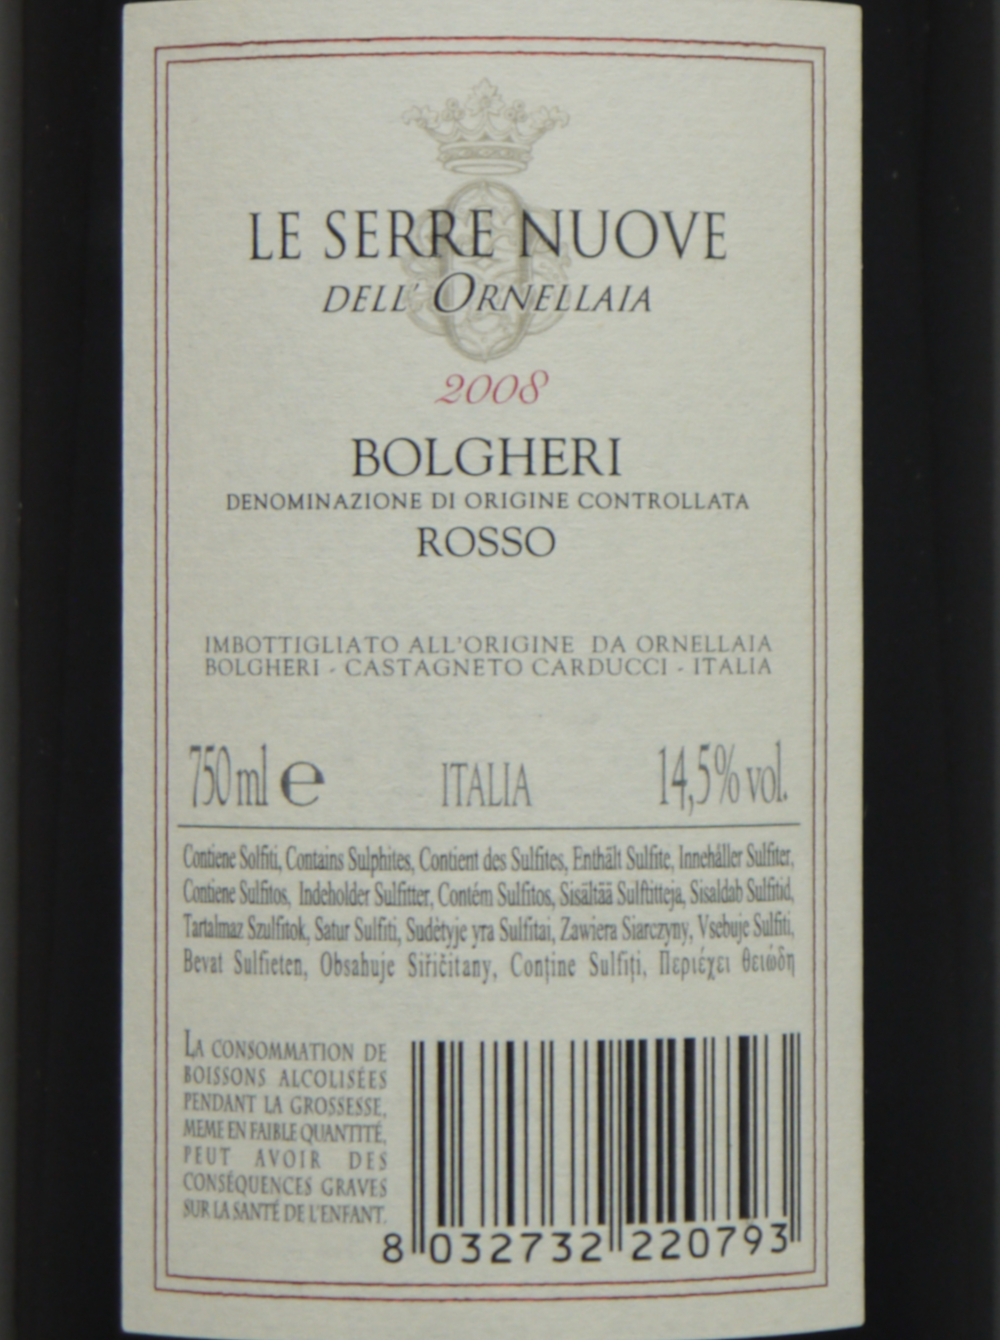 LE SERRE NUOVE
DELL' ORNELLAIA
2008
BOLGHERI
DENOMINAZIONE DI ORIGINE CONTROLLATA
ROSSO
IMBOTTIGLIATO ALL'ORIGINE DA ORNELLAIA
BOLGHERI - CASTAGNETO CARDUCCI - ITALIA
750 ml e ITALIA 14,5% vol.
Contiene Solfiti, Contains Sulphites, Contient des Sulfites, Enthält Sulfite, Innehåller Sulfiter,
Contiene Sulfitos, Indeholder Sulfitter, Contém Sulfitos, Sisältää Sulfiitteja, Sisaldab Sulfitid,
Tartalmaz Szulfitok, Satur Sulfiti, Sudėtyje yra Sulfitai, Zawiera Siarczyny, Vsebuje Sulfiti,
Bevat Sulfieten, Obsahuje Siřičitany, Conţine Sulfiţi, Περιέχει θειώδη
LA CONSOMMATION DE
BOISSONS ALCOLISÉES
PENDANT LA GROSSESSE,
MEME EN FAIBLE QUANTITÉ,
PEUT AVOIR DES
CONSÉQUENCES GRAVES
SUR LA SANTÉ DE L'ENFANT.
8 032732 220793